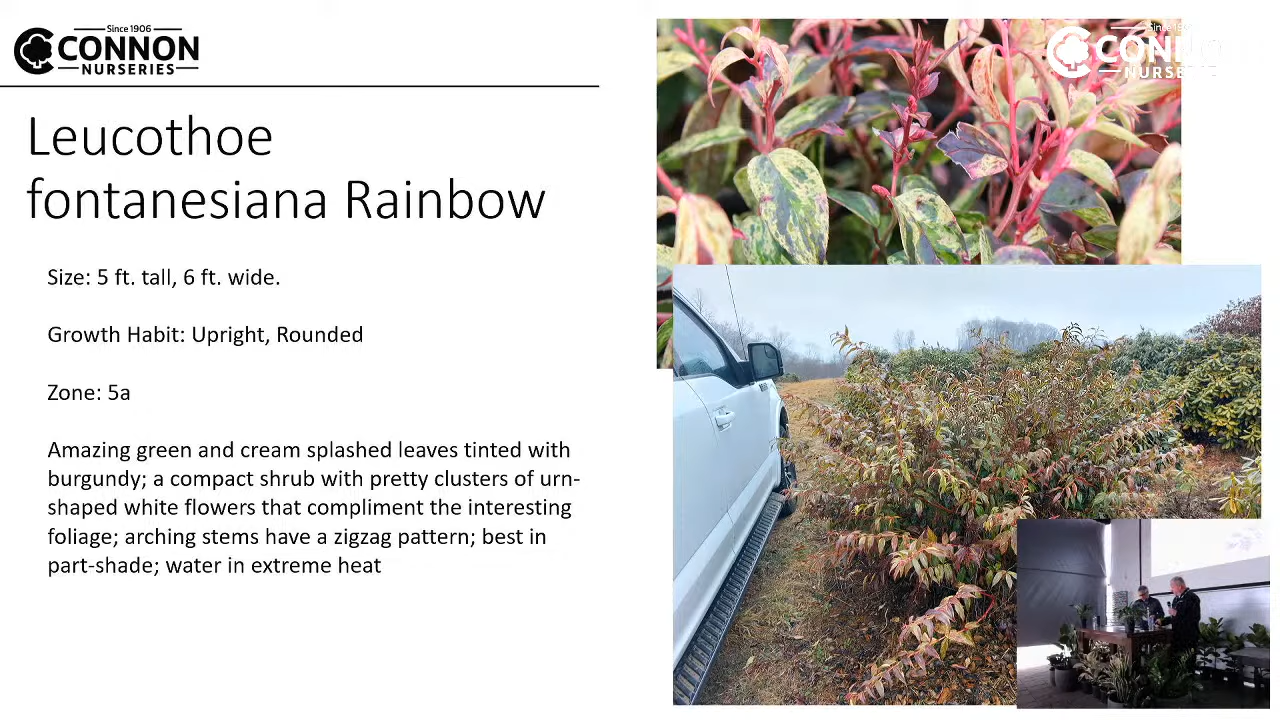 Since 1906
CONNON
NURSERIES
Leucothoe
fontanesiana Rainbow
Size: 5 ft. tall, 6 ft. wide.
Growth Habit: Upright, Rounded
Zone: 5a
Amazing green and cream splashed leaves tinted with
burgundy; a compact shrub with pretty clusters of urn-
shaped white flowers that compliment the interesting
foliage; arching stems have a zigzag pattern; best in
part-shade; water in extreme heat
Since
CONNO
NURSE